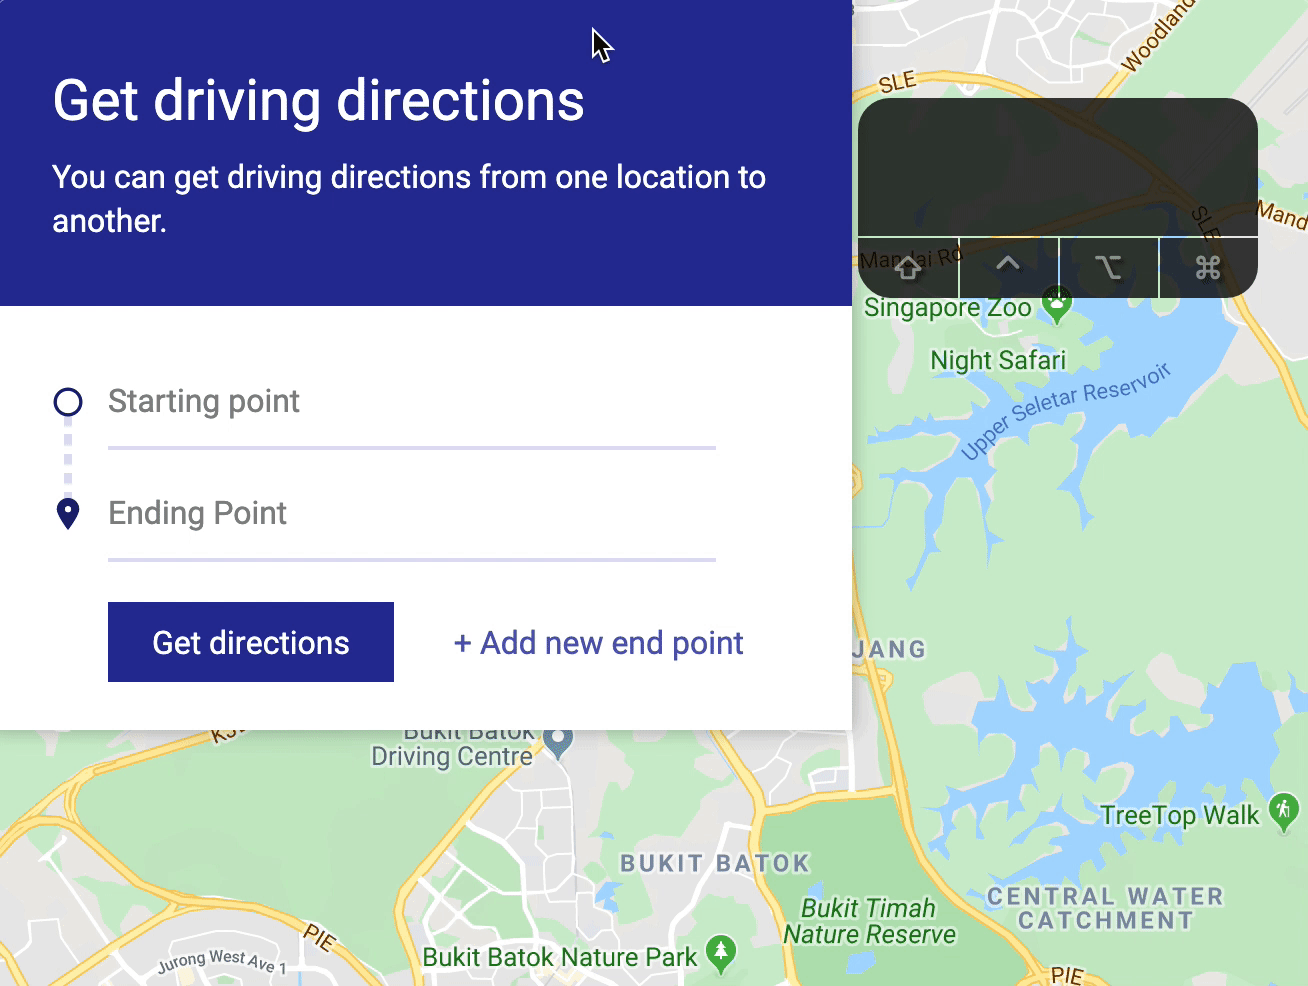 Get driving directions
You can get driving directions from one location to
another.
Starting point
Ending Point
Get directions
+ Add new end point
SLE
Woodland
Mandai Rd
SLE
Mand
Singapore Zoo
Night Safari
Upper Seletar Reservoir
JANG
Bukit Batok
Driving Centre
TreeTop Walk
BUKIT BATOK
CENTRAL WATER
CATCHMENT
Bukit Timah
Nature Reserve
PIE
Bukit Batok Nature Park
Jurong West Ave 1
PIE